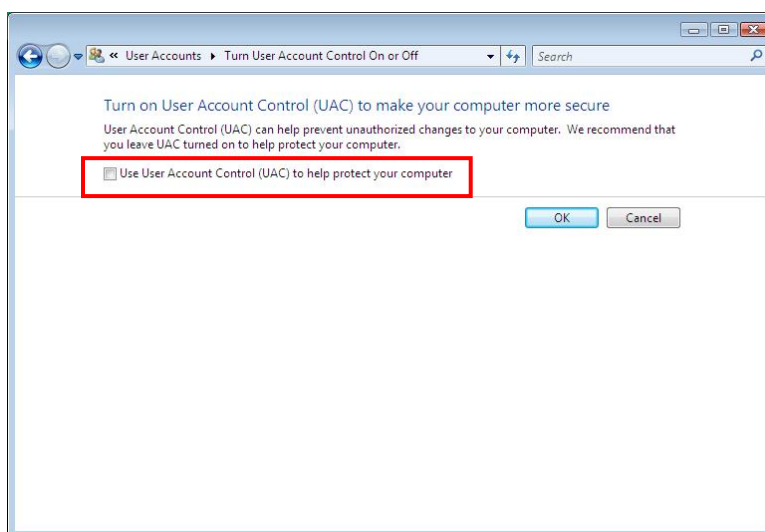 « User Accounts ▸ Turn User Account Control On or Off
Search
Turn on User Account Control (UAC) to make your computer more secure
User Account Control (UAC) can help prevent unauthorized changes to your computer. We recommend that
you leave UAC turned on to help protect your computer.
Use User Account Control (UAC) to help protect your computer
OK
Cancel